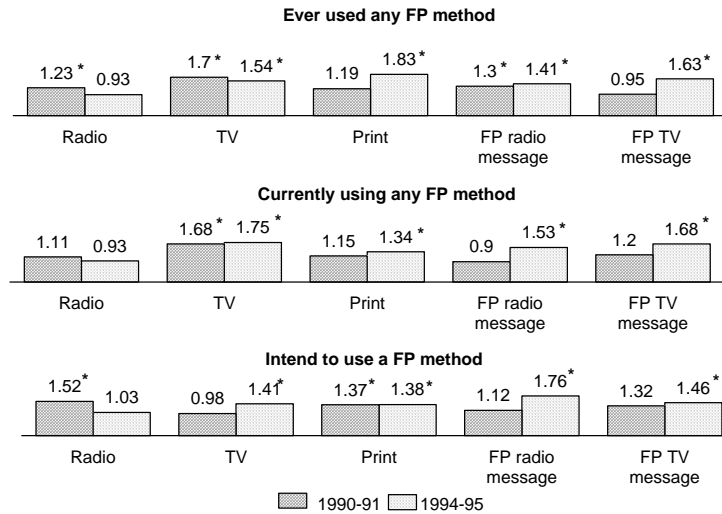 Ever used any FP method
1.23 * 0.93 1.7 * 1.54 * 1.19 1.83 * 1.3 * 1.41 * 0.95 1.63 *
Radio TV Print FP radio message FP TV message
Currently using any FP method
1.11 0.93 1.68 * 1.75 * 1.15 1.34 * 0.9 1.53 * 1.2 1.68 *
Radio TV Print FP radio message FP TV message
Intend to use a FP method
1.52 * 1.03 0.98 1.41 * 1.37 * 1.38 * 1.12 1.76 * 1.32 1.46 *
Radio TV Print FP radio message FP TV message
1990-91 1994-95